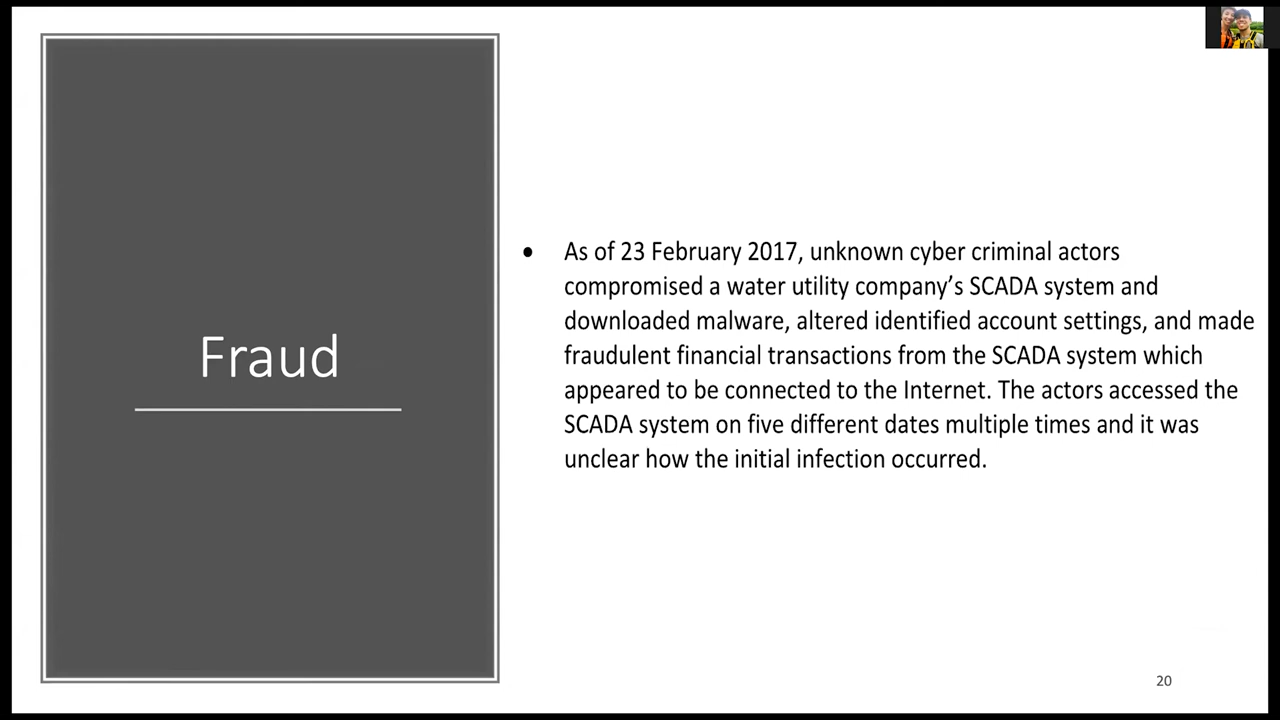 Fraud
• As of 23 February 2017, unknown cyber criminal actors
compromised a water utility company’s SCADA system and
downloaded malware, altered identified account settings, and made
fraudulent financial transactions from the SCADA system which
appeared to be connected to the Internet. The actors accessed the
SCADA system on five different dates multiple times and it was
unclear how the initial infection occurred.
20